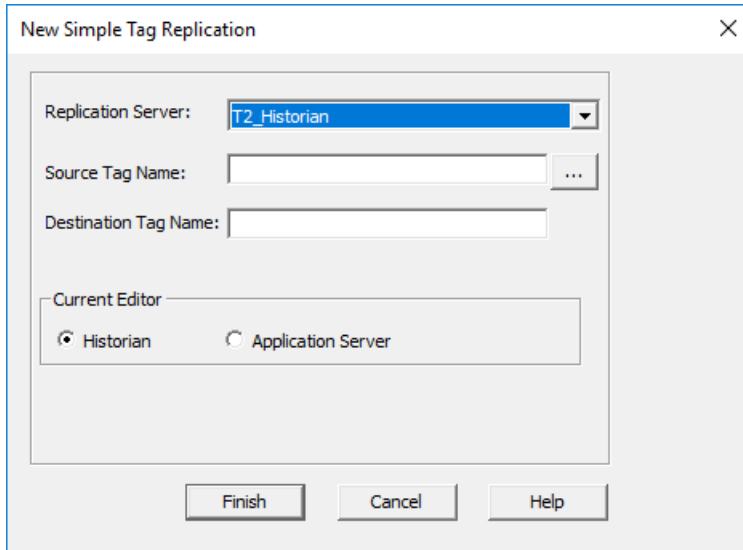 New Simple Tag Replication
Replication Server: T2_Historian
Source Tag Name: ...
Destination Tag Name:
Current Editor
Historian Application Server
Finish Cancel Help